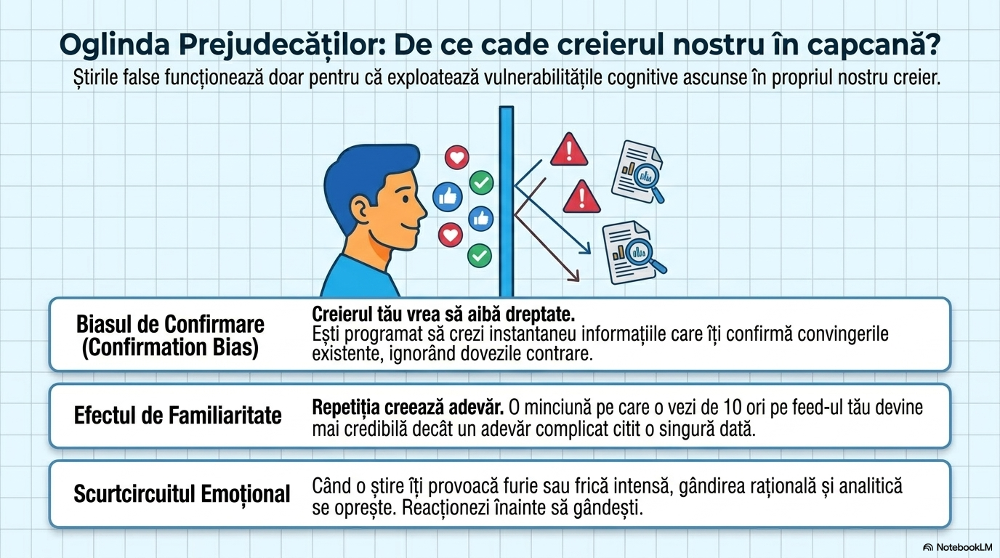 Oglinda Prejudecăților: De ce cade creierul nostru în capcană?
Știrile false funcționează doar pentru că exploatează vulnerabilitățile cognitive ascunse în propriul nostru creier.
Biasul de Confirmare
(Confirmation Bias)
Creierul tău vrea să aibă dreptate.
Ești programat să crezi instantaneu informațiile care îți confirmă convingerile
existente, ignorând dovezile contrare.
Efectul de Familiaritate
Repetiția creează adevăr. O minciună pe care o vezi de 10 ori pe feed-ul tău devine
mai credibilă decât un adevăr complicat citit o singură dată.
Scurtcircuitul Emoțional
Când o știre îți provoacă furie sau frică intensă, gândirea rațională și analitică
se oprește. Reacționezi înainte să gândești.
NotebookLM